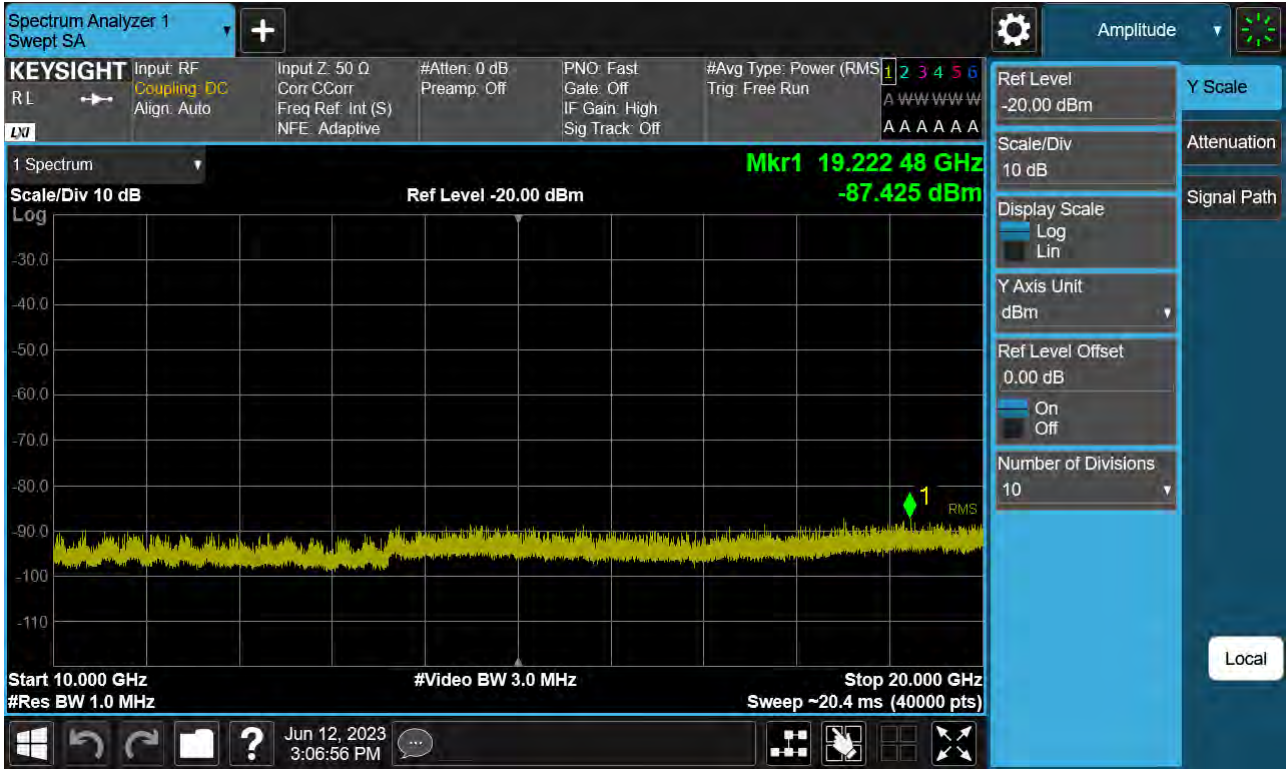 Spectrum Analyzer 1
Swept SA
Amplitude
KEYSIGHT
R L
LXI
Input: RF
Coupling: DC
Align: Auto
Input Z: 50 Ω
Corr CCorr
Freq Ref: Int (S)
NFE: Adaptive
#Atten: 0 dB
Preamp: Off
PNO: Fast
Gate: Off
IF Gain: High
Sig Track: Off
#Avg Type: Power (RMS
Trig: Free Run
1 2 3 4 5 6
A W W W W W
A A A A A A
1 Spectrum
Mkr1 19.222 48 GHz
Scale/Div 10 dB
Ref Level -20.00 dBm
-87.425 dBm
Log
-30.0
-40.0
-50.0
-60.0
-70.0
-80.0
-90.0
-100
-110
1
RMS
Start 10.000 GHz
#Video BW 3.0 MHz
Stop 20.000 GHz
#Res BW 1.0 MHz
Sweep ~20.4 ms (40000 pts)
Ref Level
-20.00 dBm
Scale/Div
10 dB
Display Scale
Log
Lin
Y Axis Unit
dBm
Ref Level Offset
0.00 dB
On
Off
Number of Divisions
10
Y Scale
Attenuation
Signal Path
Local
?
Jun 12, 2023
3:06:56 PM